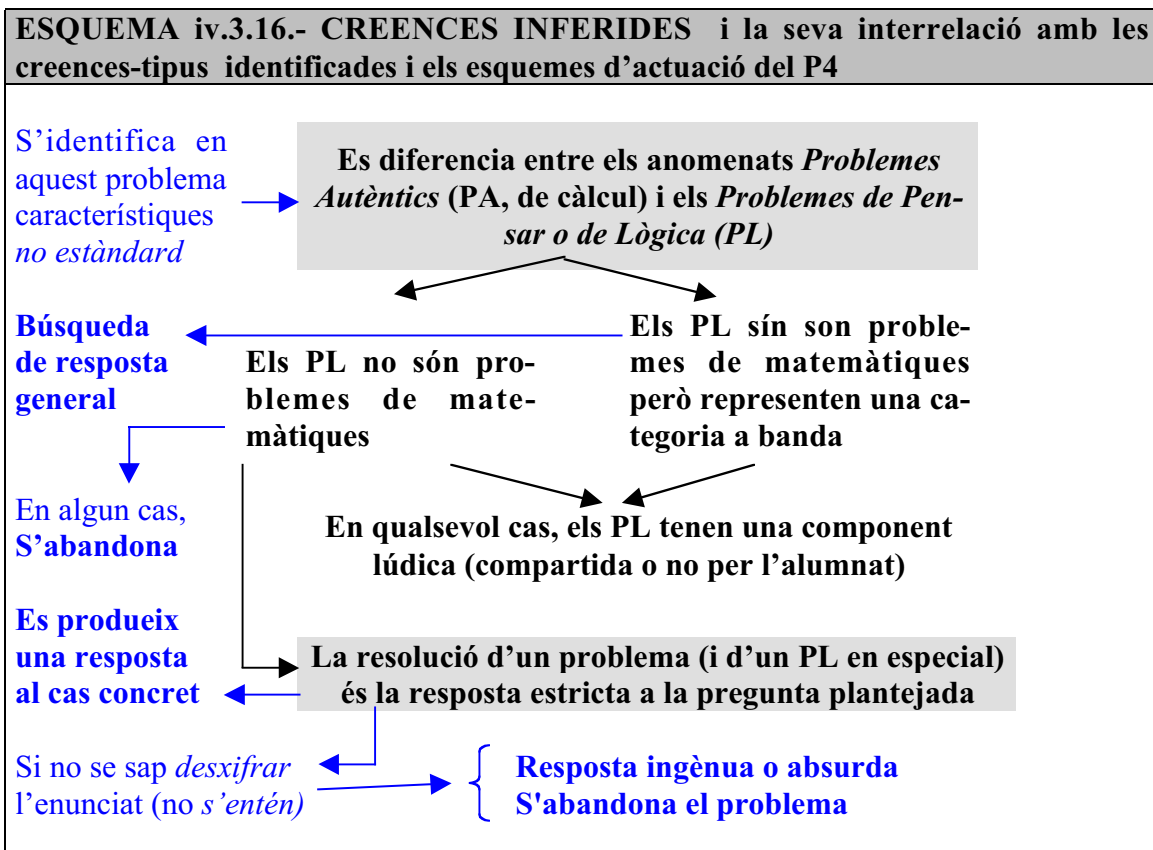 ESQUEMA iv.3.16.- CREENCES INFERIDES i la seva interrelació amb les
creences-tipus identificades i els esquemes d’actuació del P4
S’identifica en
aquest problema
característiques
no estàndard
Es diferencia entre els anomenats Problemes
Autèntics (PA, de càlcul) i els Problemes de Pen-
sar o de Lògica (PL)
Búsqueda
de resposta
general
Els PL no són pro-
blemes de mate-
màtiques
Els PL sín son proble-
mes de matemàtiques
però representen una ca-
tegoria a banda
En algun cas,
S’abandona
En qualsevol cas, els PL tenen una component
lúdica (compartida o no per l’alumnat)
Es produeix
una resposta
al cas concret
La resolució d’un problema (i d’un PL en especial)
és la resposta estricta a la pregunta plantejada
Si no se sap desxifrar
l’enunciat (no s’entén)
Resposta ingènua o absurda
S'abandona el problema